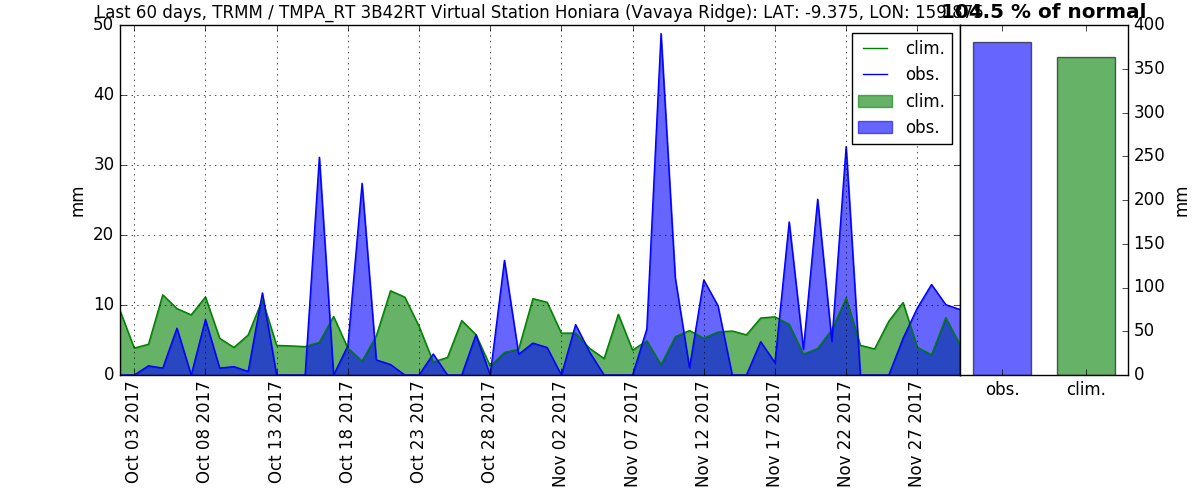 Last 60 days, TRMM / TMPA_RT 3B42RT Virtual Station Honiara (Vavaya Ridge): LAT: -9.375, LON:
104.5 % of normal
50
40
30
20
10
0
mm
clim.
obs.
clim.
obs.
400
350
300
250
200
150
100
50
0
mm
obs.
clim.
Oct 03 2017
Oct 08 2017
Oct 13 2017
Oct 18 2017
Oct 23 2017
Oct 28 2017
Nov 02 2017
Nov 07 2017
Nov 12 2017
Nov 17 2017
Nov 22 2017
Nov 27 2017